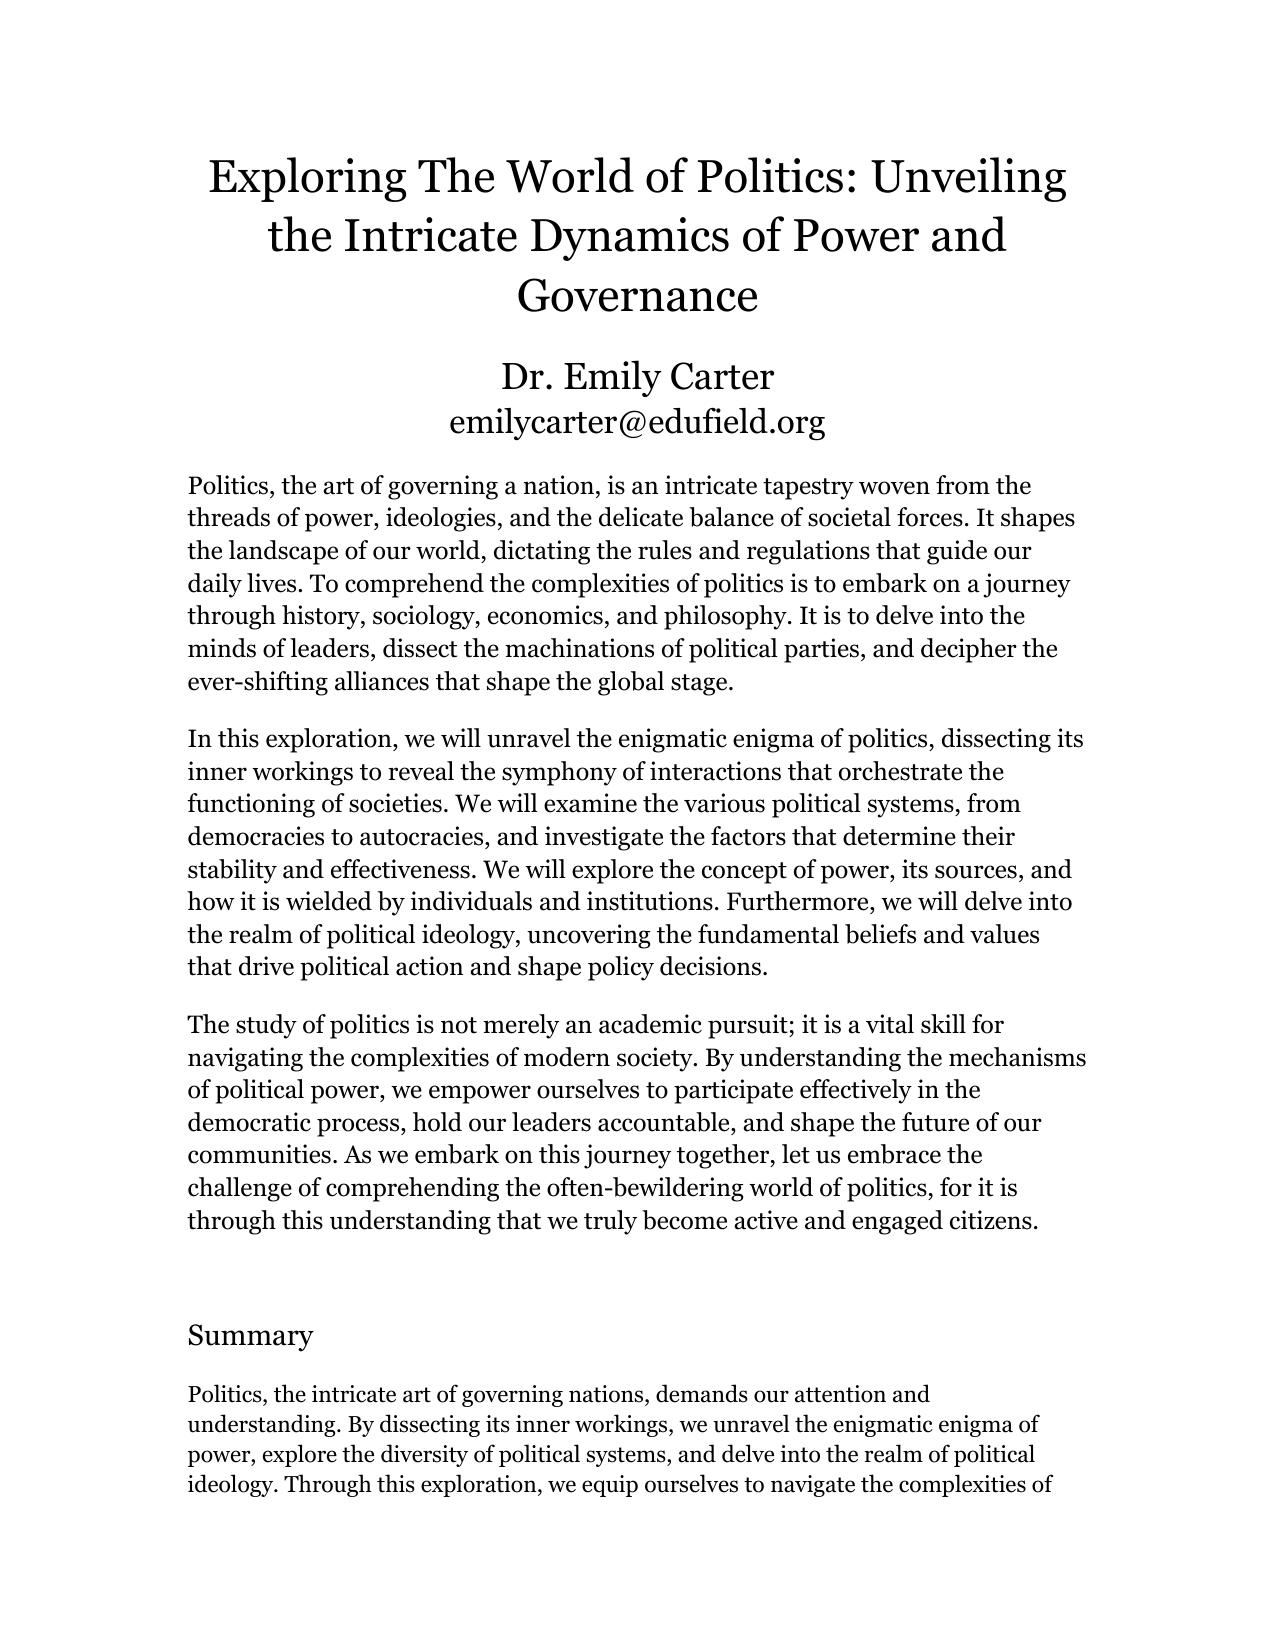 Exploring The World of Politics: Unveiling
the Intricate Dynamics of Power and
Governance
Dr. Emily Carter
emilycarter@edufield.org
Politics, the art of governing a nation, is an intricate tapestry woven from the
threads of power, ideologies, and the delicate balance of societal forces. It shapes
the landscape of our world, dictating the rules and regulations that guide our
daily lives. To comprehend the complexities of politics is to embark on a journey
through history, sociology, economics, and philosophy. It is to delve into the
minds of leaders, dissect the machinations of political parties, and decipher the
ever-shifting alliances that shape the global stage.
In this exploration, we will unravel the enigmatic enigma of politics, dissecting its
inner workings to reveal the symphony of interactions that orchestrate the
functioning of societies. We will examine the various political systems, from
democracies to autocracies, and investigate the factors that determine their
stability and effectiveness. We will explore the concept of power, its sources, and
how it is wielded by individuals and institutions. Furthermore, we will delve into
the realm of political ideology, uncovering the fundamental beliefs and values
that drive political action and shape policy decisions.
The study of politics is not merely an academic pursuit; it is a vital skill for
navigating the complexities of modern society. By understanding the mechanisms
of political power, we empower ourselves to participate effectively in the
democratic process, hold our leaders accountable, and shape the future of our
communities. As we embark on this journey together, let us embrace the
challenge of comprehending the often-bewildering world of politics, for it is
through this understanding that we truly become active and engaged citizens.
Summary
Politics, the intricate art of governing nations, demands our attention and
understanding. By dissecting its inner workings, we unravel the enigmatic enigma of
power, explore the diversity of political systems, and delve into the realm of political
ideology. Through this exploration, we equip ourselves to navigate the complexities of